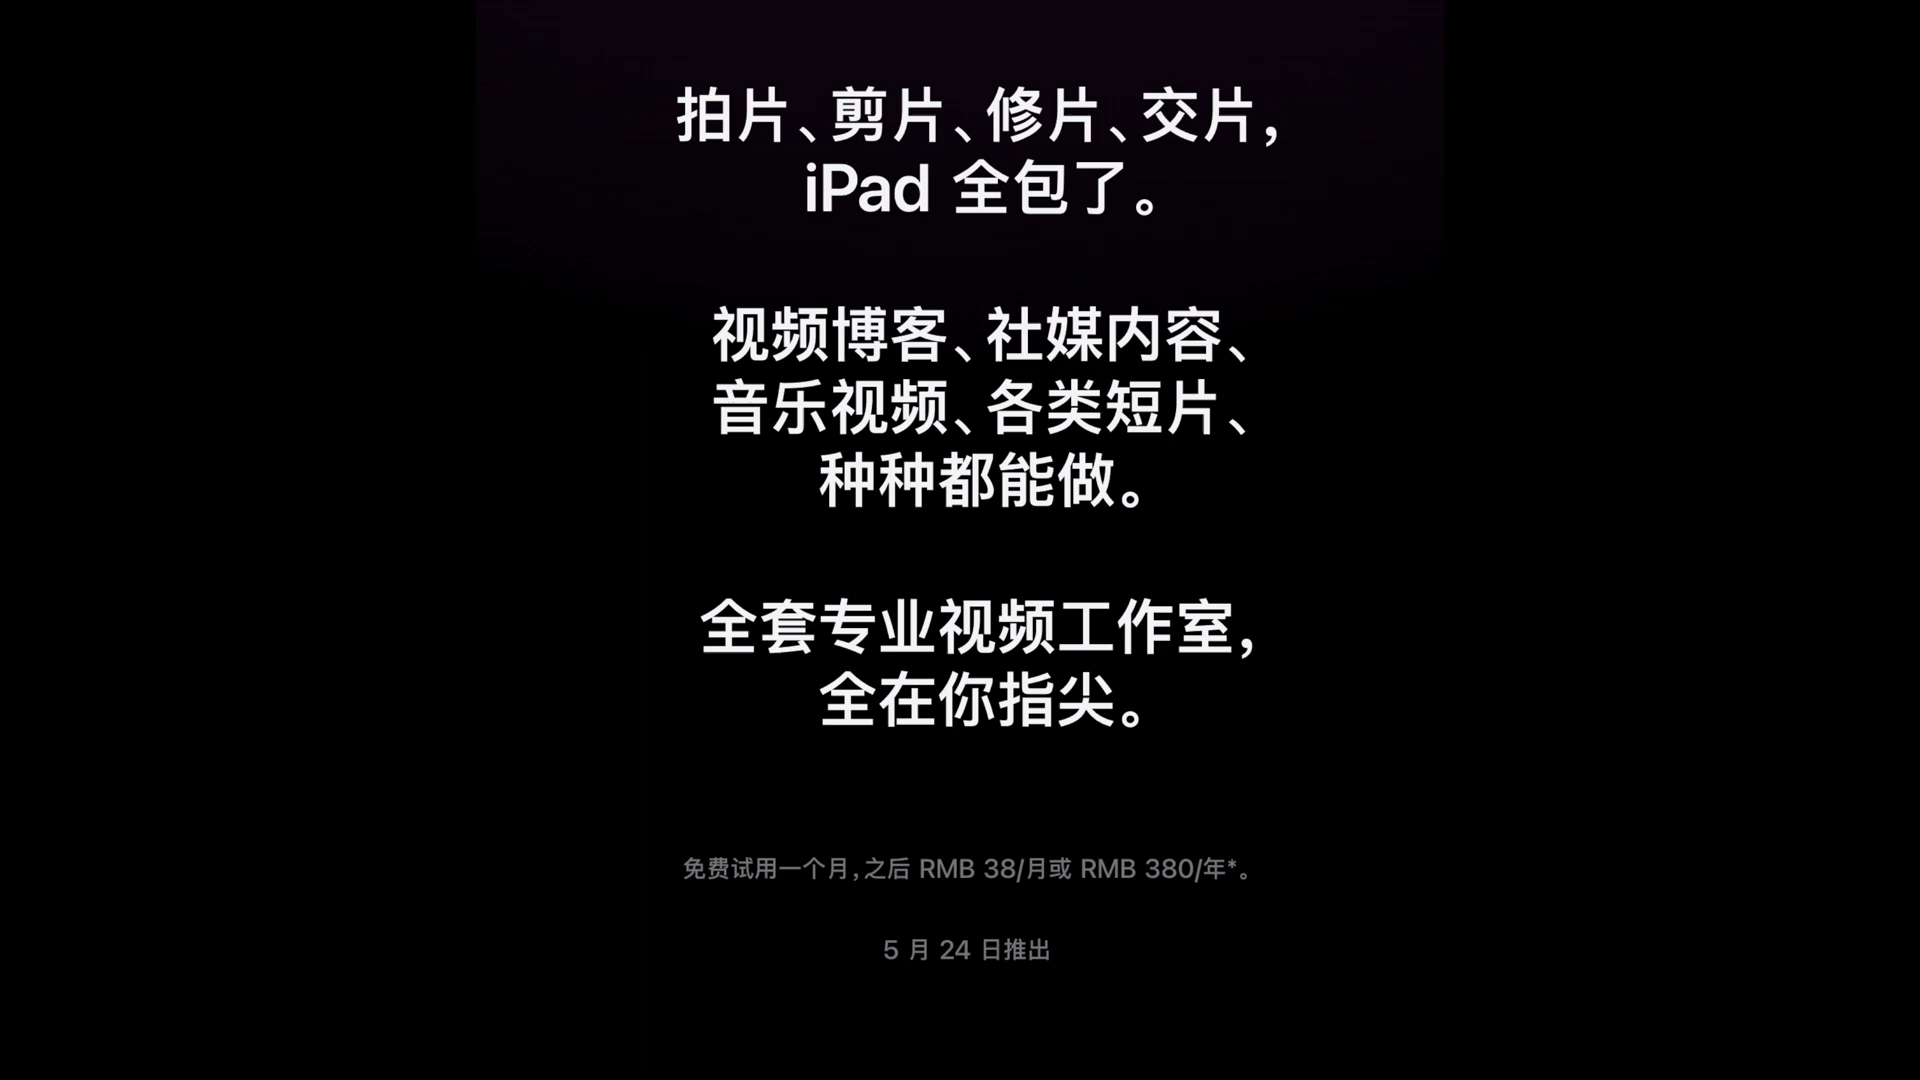 拍片、剪片、修片、交片，
iPad 全包了。
视频博客、社媒内容、
音乐视频、各类短片、
种种都能做。
全套专业视频工作室，
全在你指尖。
免费试用一个月，之后 RMB 38/月或 RMB 380/年*。
5 月 24 日推出